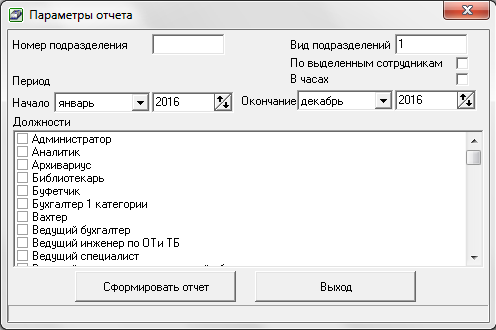 Параметры отчета
Номер подразделения
Вид подразделений 1
По выделенным сотрудникам
В часах
Период
Начало январь 2016 Окончание декабрь 2016
Должности
Администратор
Аналитик
Архивариус
Библиотекарь
Буфетчик
Бухгалтер 1 категории
Вахтер
Ведущий бухгалтер
Ведущий инженер по ОТи ТБ
Ведущий специалист
Сформировать отчет Выход